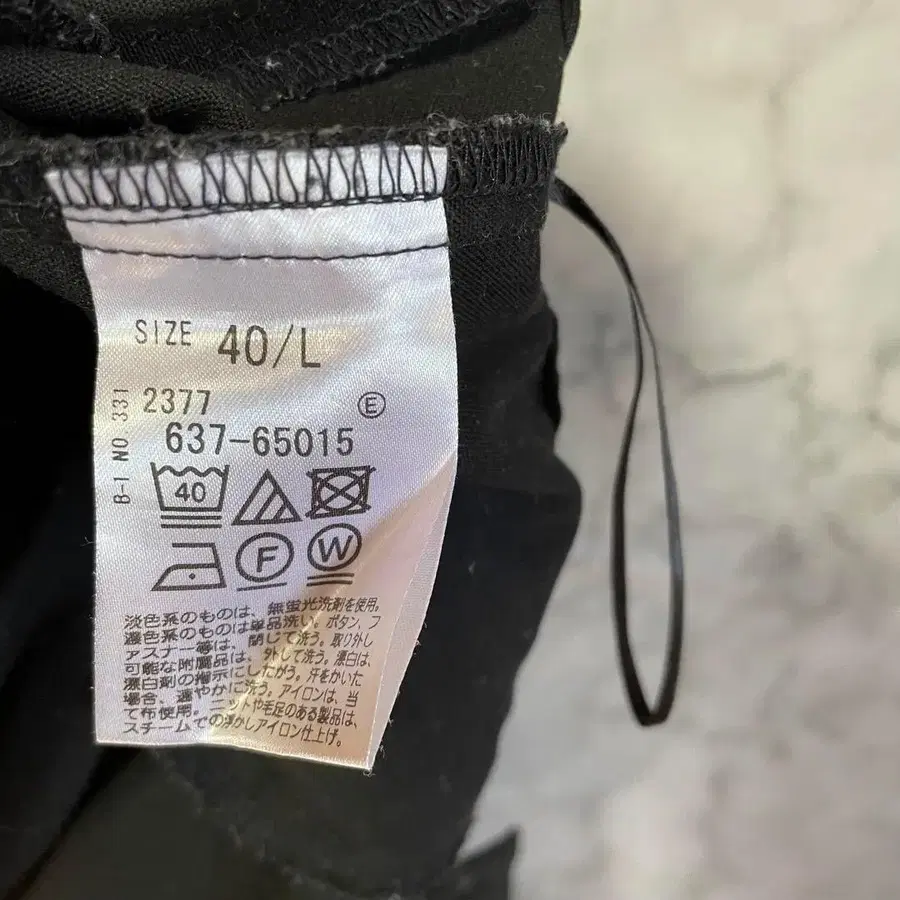 SIZE 40/L
B-I NO 331
2377
Ⓔ
637-65015
40
F
W
淡色系のものは、無蛍光洗剤を使用。
濃色系のものは単品洗い。ボタン、フ
ァスナー等は、閉じて洗う。取り外し
可能な附属品は、外して洗う。漂白は、
漂白剤の指示にしたがう。汗をかいた
場合、速やかに洗う。アイロンは、当
て布使用。ニットや毛足のある製品は、
スチームでの浮かしアイロン仕上げ。